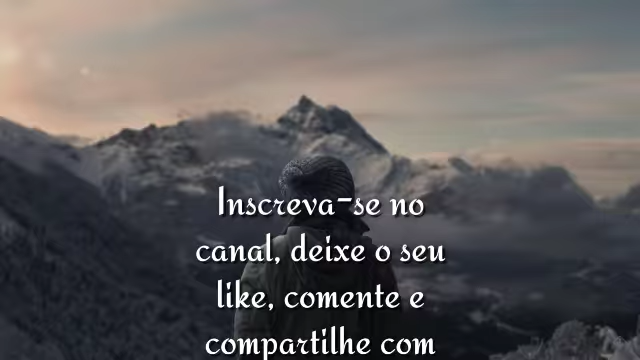 Inscreva-se no
canal, deixe o seu
like, comente e
compartilhe com